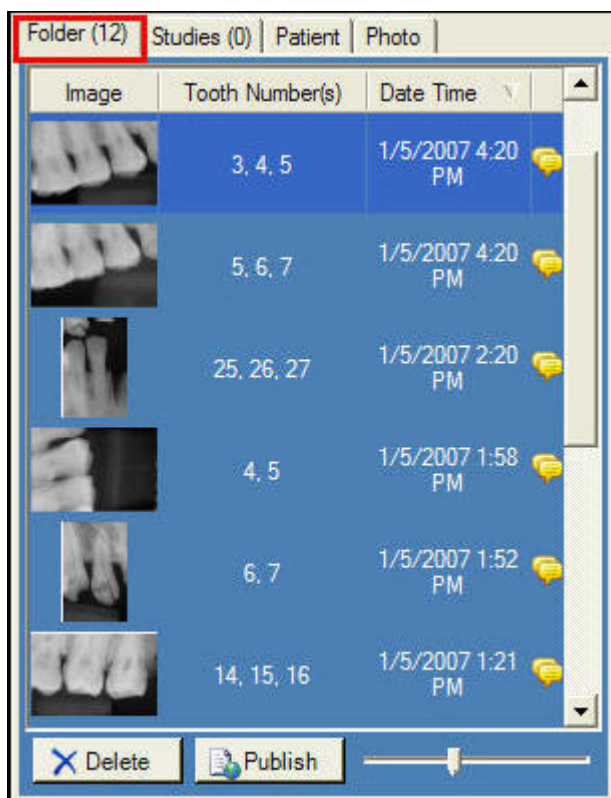 Folder (12) Studies (0) Patient Photo
Image Tooth Number(s) Date Time
3, 4, 5 1/5/2007 4:20 PM
5, 6, 7 1/5/2007 4:20 PM
25, 26, 27 1/5/2007 2:20 PM
4, 5 1/5/2007 1:58 PM
6, 7 1/5/2007 1:52 PM
14, 15, 16 1/5/2007 1:21 PM
Delete Publish